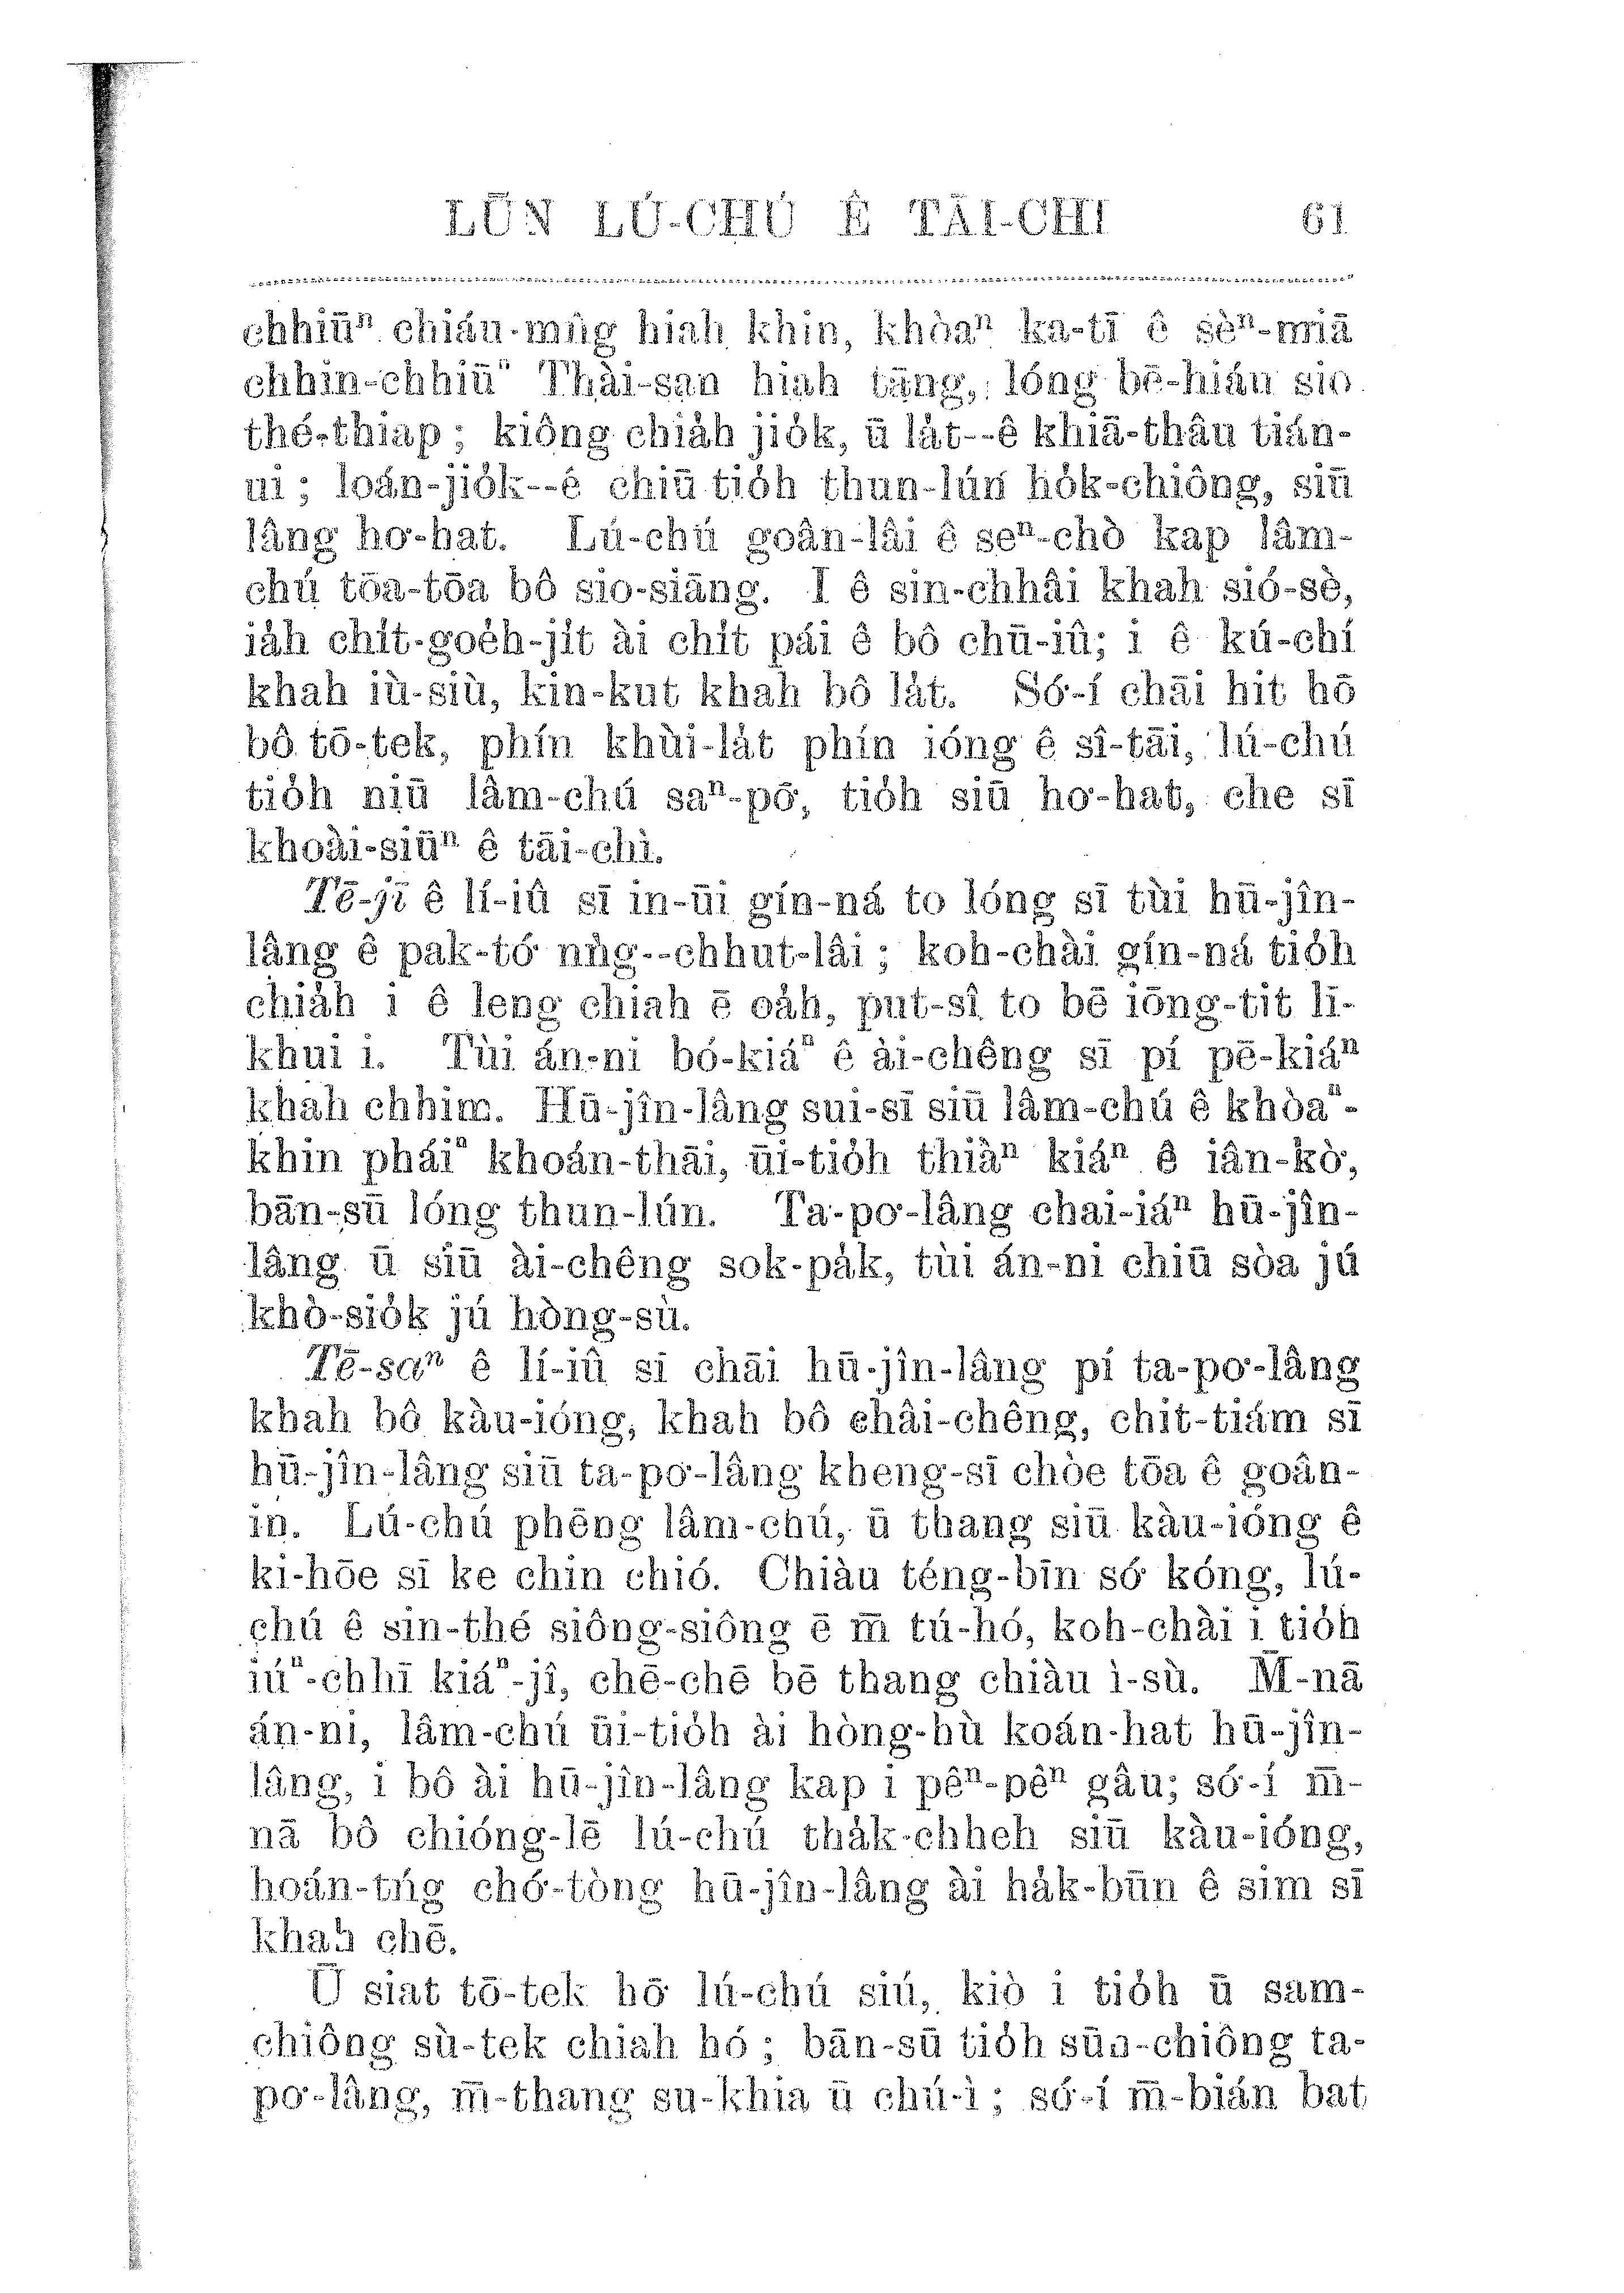 LŪN LÚ-CHÚ Ê TĀI-CHÌ 61
chhiūⁿ chiáu-mn̂g hiah khin, khòaⁿ ka-tī ê sèⁿ-miā
chhin-chhiūⁿ Thài-san hiah tāng, lóng bē-hián sio
thé-thiap; kiông chia̍h jio̍k, ū la̍t--ê khiā-thâu tián-
ui; loán-jio̍k--ê chiū tio̍h thun-lún ho̍k-chiông, siū
lâng ho͘-hat. Lú-chú goân-lâi ê seⁿ-chò kap lâm-
chú tōa-tōa bô sio-siāng. I ê sin-chhâi khah sió-sè,
ia̍h chi̍t-goe̍h-ji̍t ài chi̍t pái ê bô chū-iû; i ê kú-chí
khah iù-siù, kin-kut khah bô la̍t. Só͘-í chāi hit hō
bô tō-tek, phín khùi-la̍t phín ióng ê sî-tāi, lú-chú
tio̍h niū lâm-chú saⁿ-pō͘, tio̍h siū ho͘-hat, che sī
khoài-siūⁿ ê tāi-chì.
Tē-jī ê lí-iû sī in-ūi gín-ná to lóng sī tùi hū-jîn-
lâng ê pak-tó͘ nǹg--chhut-lâi; koh-chài gín-ná tio̍h
chia̍h i ê leng chiah ē oa̍h, put-sî to bē iōng-tit lī-
khui i. Tùi án-ni bó-kiáⁿ ê ài-chêng sī pí pē-kiáⁿ
khah chhim. Hū-jîn-lâng sui-sī siū lâm-chú ê khòaⁿ-
khin pháiⁿ khoán-thāi, ūi-tio̍h thiàⁿ kiáⁿ ê iân-kò͘,
bān-sū lóng thun-lún. Ta-po͘-lâng chai-iáⁿ hū-jîn-
lâng ū siū ài-chêng sok-pa̍k, tùi án-ni chiū sòa jú
khò-sio̍k jú hòng-sù.
Tē-saⁿ ê lí-iû sī chāi hū-jîn-lâng pí ta-po͘-lâng
khah bô kàu-ióng, khah bô châi-chêng, chit-tiám sī
hū-jîn-lâng siū ta-po͘-lâng kheng-sī chòe tōa ê goân-
in. Lú-chú phēng lâm-chú, ū thang siū kàu-ióng ê
ki-hōe sī ke chin chió. Chiàu téng-bīn só͘ kóng, lú-
chú ê sin-thé siông-siông ē m̄ tú-hó, koh-chài i tio̍h
iúⁿ-chhī kiáⁿ-jî, chē-chē bē thang chiàu ì-sù. M̄-nā
án-ni, lâm-chú ūi-tio̍h ài hòng-hù koán-hat hū-jîn-
lâng, i bô ài hū-jîn-lâng kap i pêⁿ-pêⁿ gâu; só͘-í m̄-
nā bô chióng-lē lú-chú tha̍k-chheh siū kàu-ióng,
hoán-tńg chó͘-tòng hū-jîn-lâng ài ha̍k-būn ê sim sī
khah chē.
Ū siat tō-tek hō͘ lú-chú siú, kiò i tio̍h ū sam-
chiông sù-tek chiah hó; bān-sū tio̍h sūn-chiông ta-
po͘-lâng, m̄-thang su-khia ū chú-ì; só͘-í m̄-bián bat